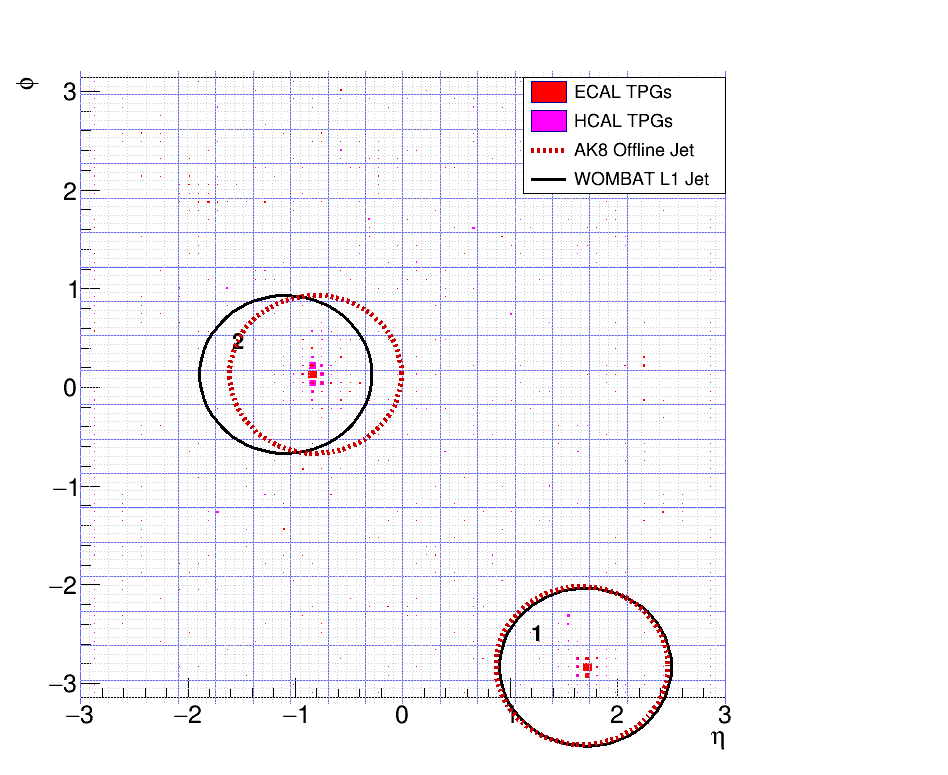 ϕ
3
2
1
0
−1
−2
−3
ECAL TPGs
HCAL TPGs
AK8 Offline Jet
WOMBAT L1 Jet
2
1
−3 −2 −1 0 1 2 3
η